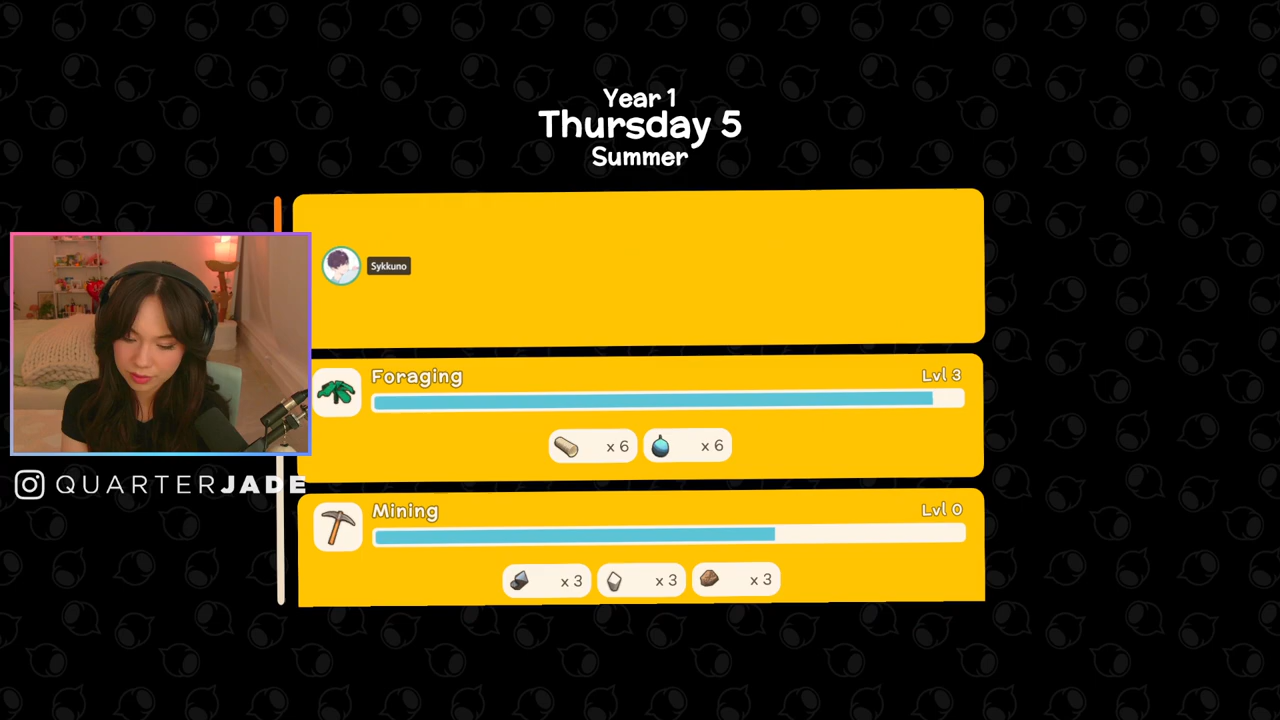 Year 1
Thursday 5
Summer
Sykkuno
Foraging
Lvl 3
x 6
x 6
QUARTERJADE
Mining
Lvl 0
x 3
x 3
x 3